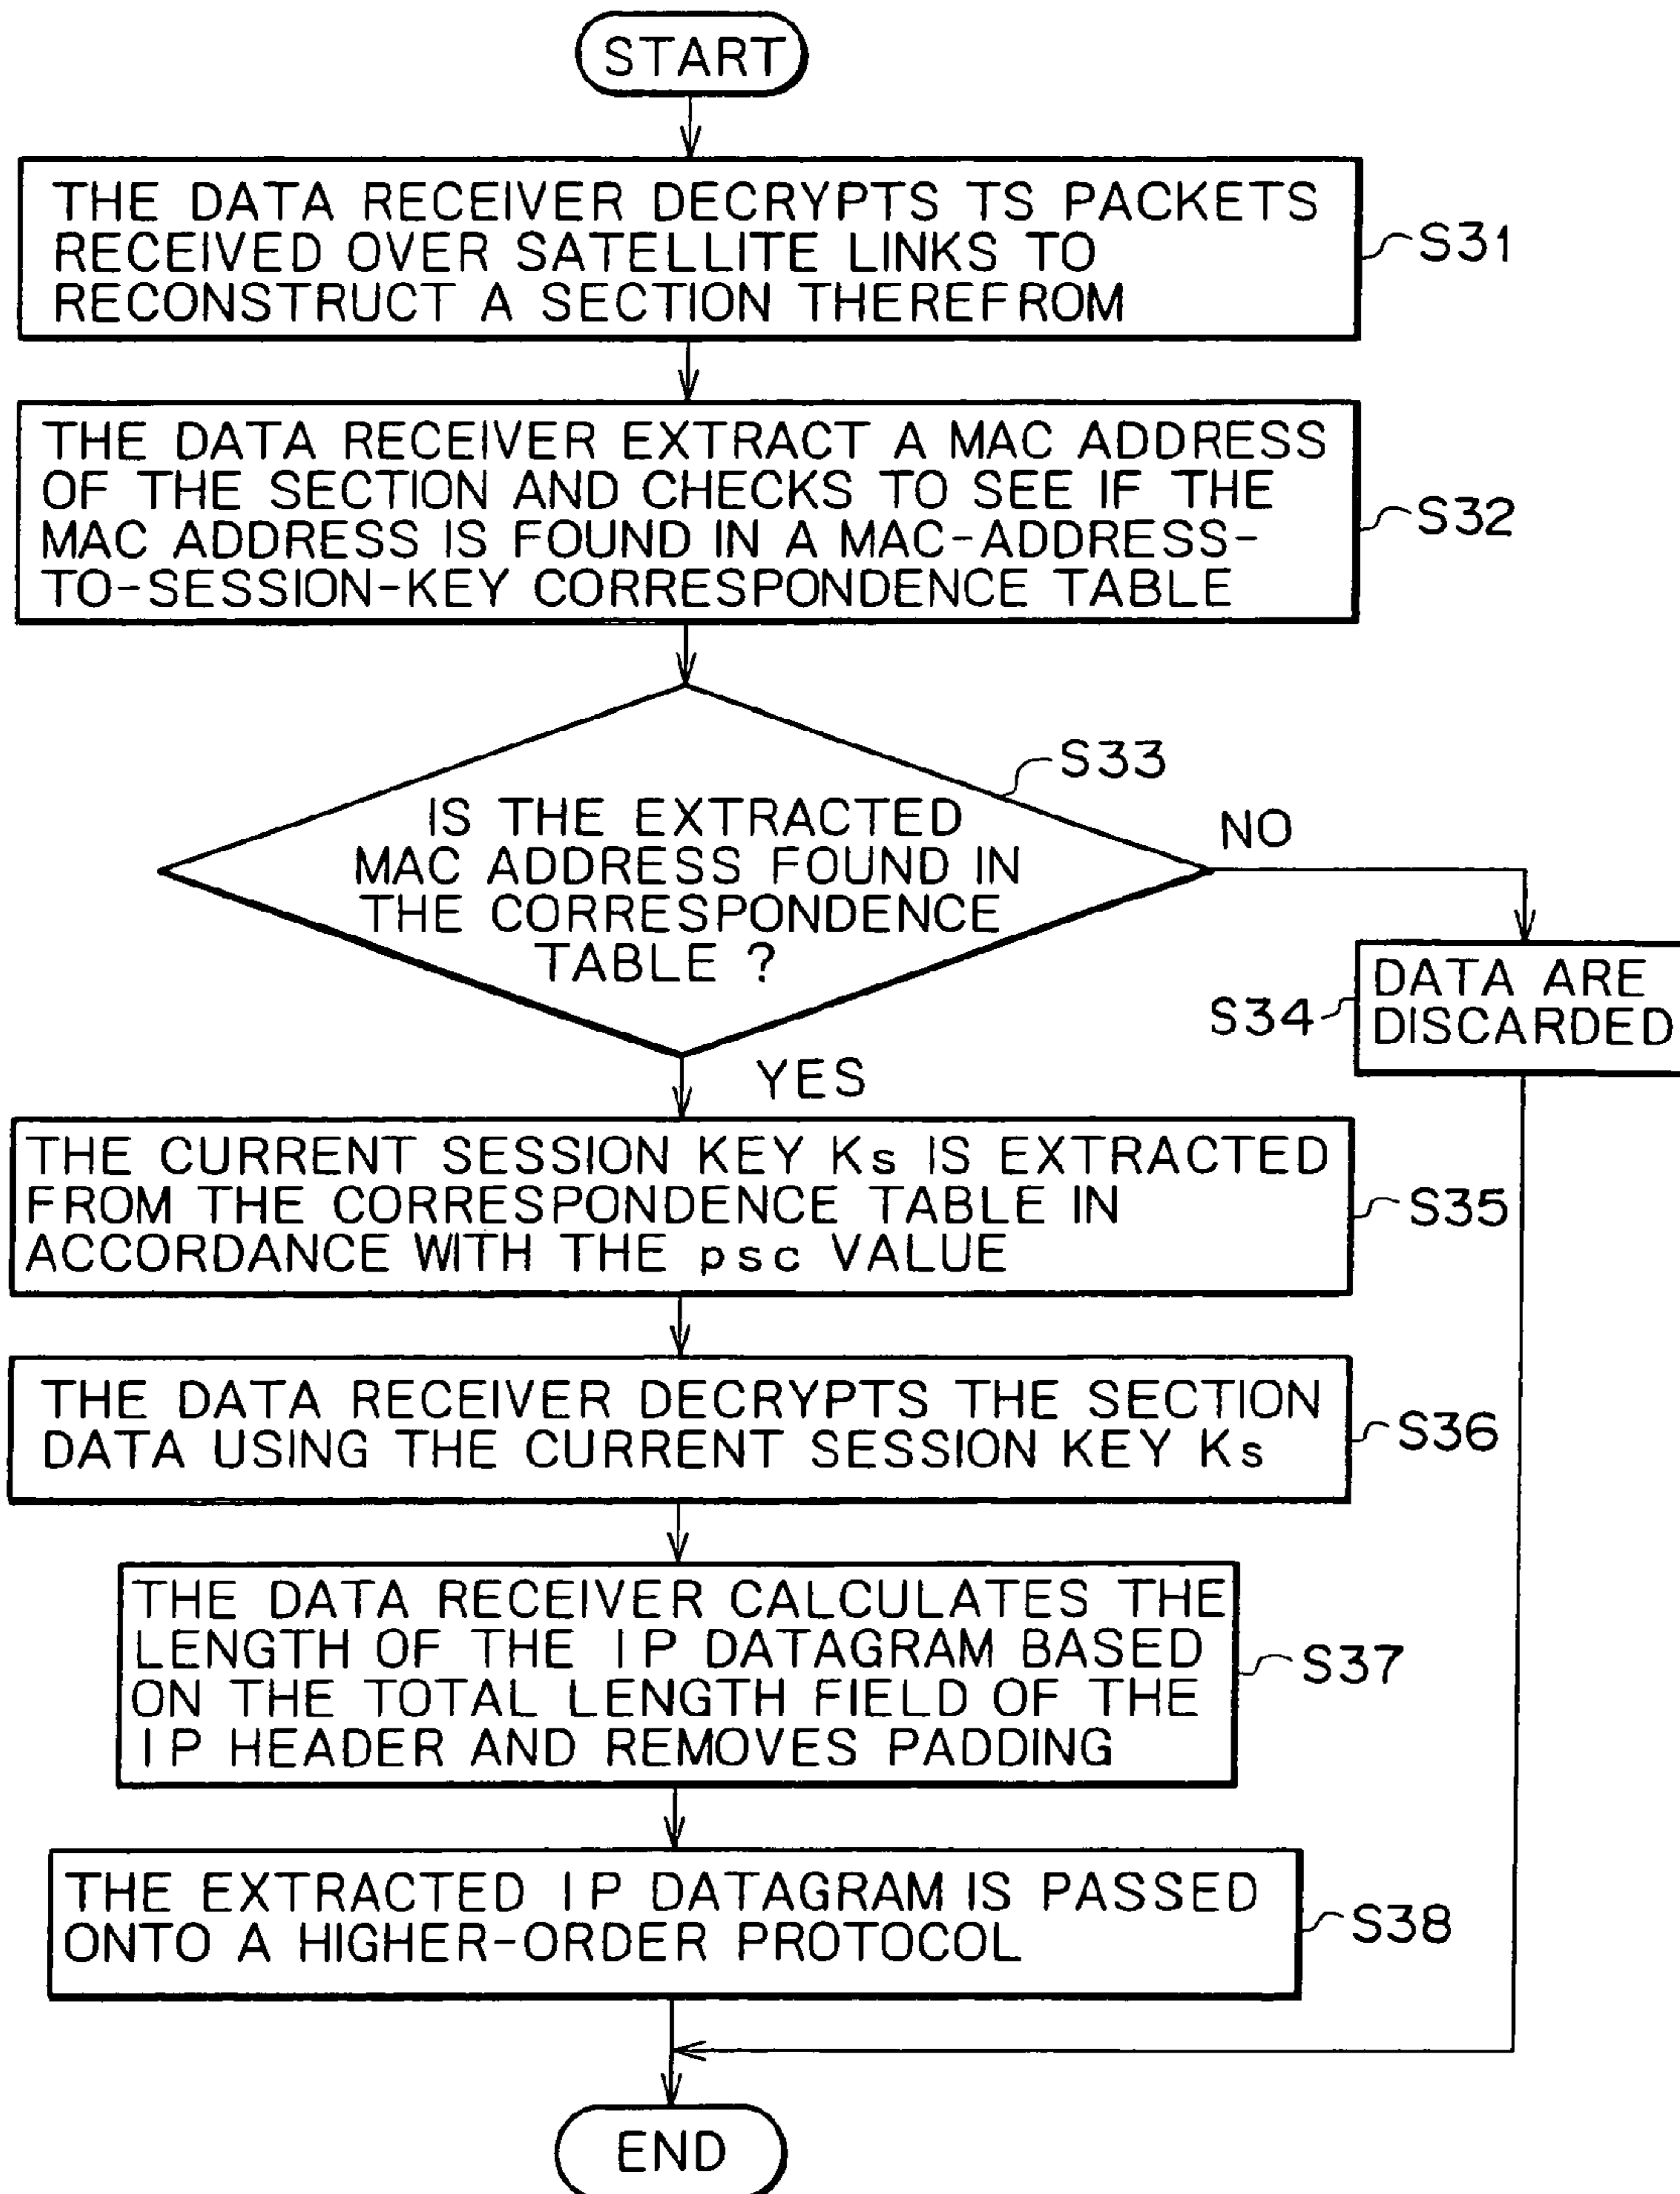 START
THE DATA RECEIVER DECRYPTS TS PACKETS
RECEIVED OVER SATELLITE LINKS TO
RECONSTRUCT A SECTION THEREFROM
S31
THE DATA RECEIVER EXTRACT A MAC ADDRESS
OF THE SECTION AND CHECKS TO SEE IF THE
MAC ADDRESS IS FOUND IN A MAC-ADDRESS-
TO-SESSION-KEY CORRESPONDENCE TABLE
S32
S33
IS THE EXTRACTED
MAC ADDRESS FOUND IN
THE CORRESPONDENCE
TABLE ?
NO
S34
DATA ARE
DISCARDED
YES
THE CURRENT SESSION KEY Ks IS EXTRACTED
FROM THE CORRESPONDENCE TABLE IN
ACCORDANCE WITH THE psc VALUE
S35
THE DATA RECEIVER DECRYPTS THE SECTION
DATA USING THE CURRENT SESSION KEY Ks
S36
THE DATA RECEIVER CALCULATES THE
LENGTH OF THE IP DATAGRAM BASED
ON THE TOTAL LENGTH FIELD OF THE
IP HEADER AND REMOVES PADDING
S37
THE EXTRACTED IP DATAGRAM IS PASSED
ONTO A HIGHER-ORDER PROTOCOL
S38
END